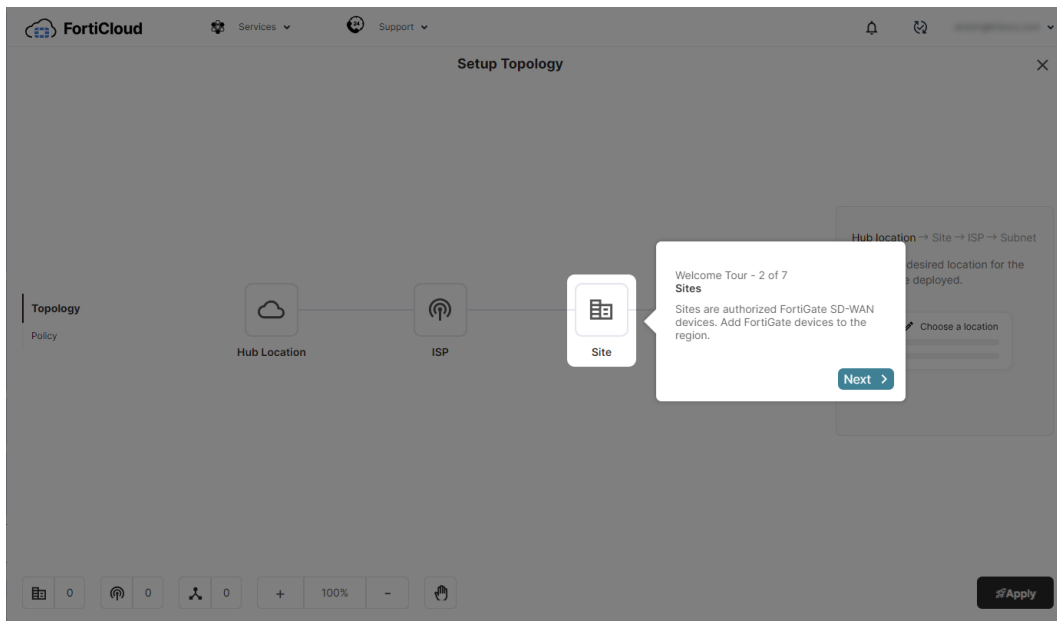 FortiCloud
Services
24
Support
Setup Topology
Topology
Policy
Hub Location
ISP
Site
Welcome Tour - 2 of 7
Sites
Sites are authorized FortiGate SD-WAN
devices. Add FortiGate devices to the
region.
Next
Hub location → Site → ISP → Subnet
desired location for the
deployed.
Choose a location
0
0
0
+
100%
-
Apply